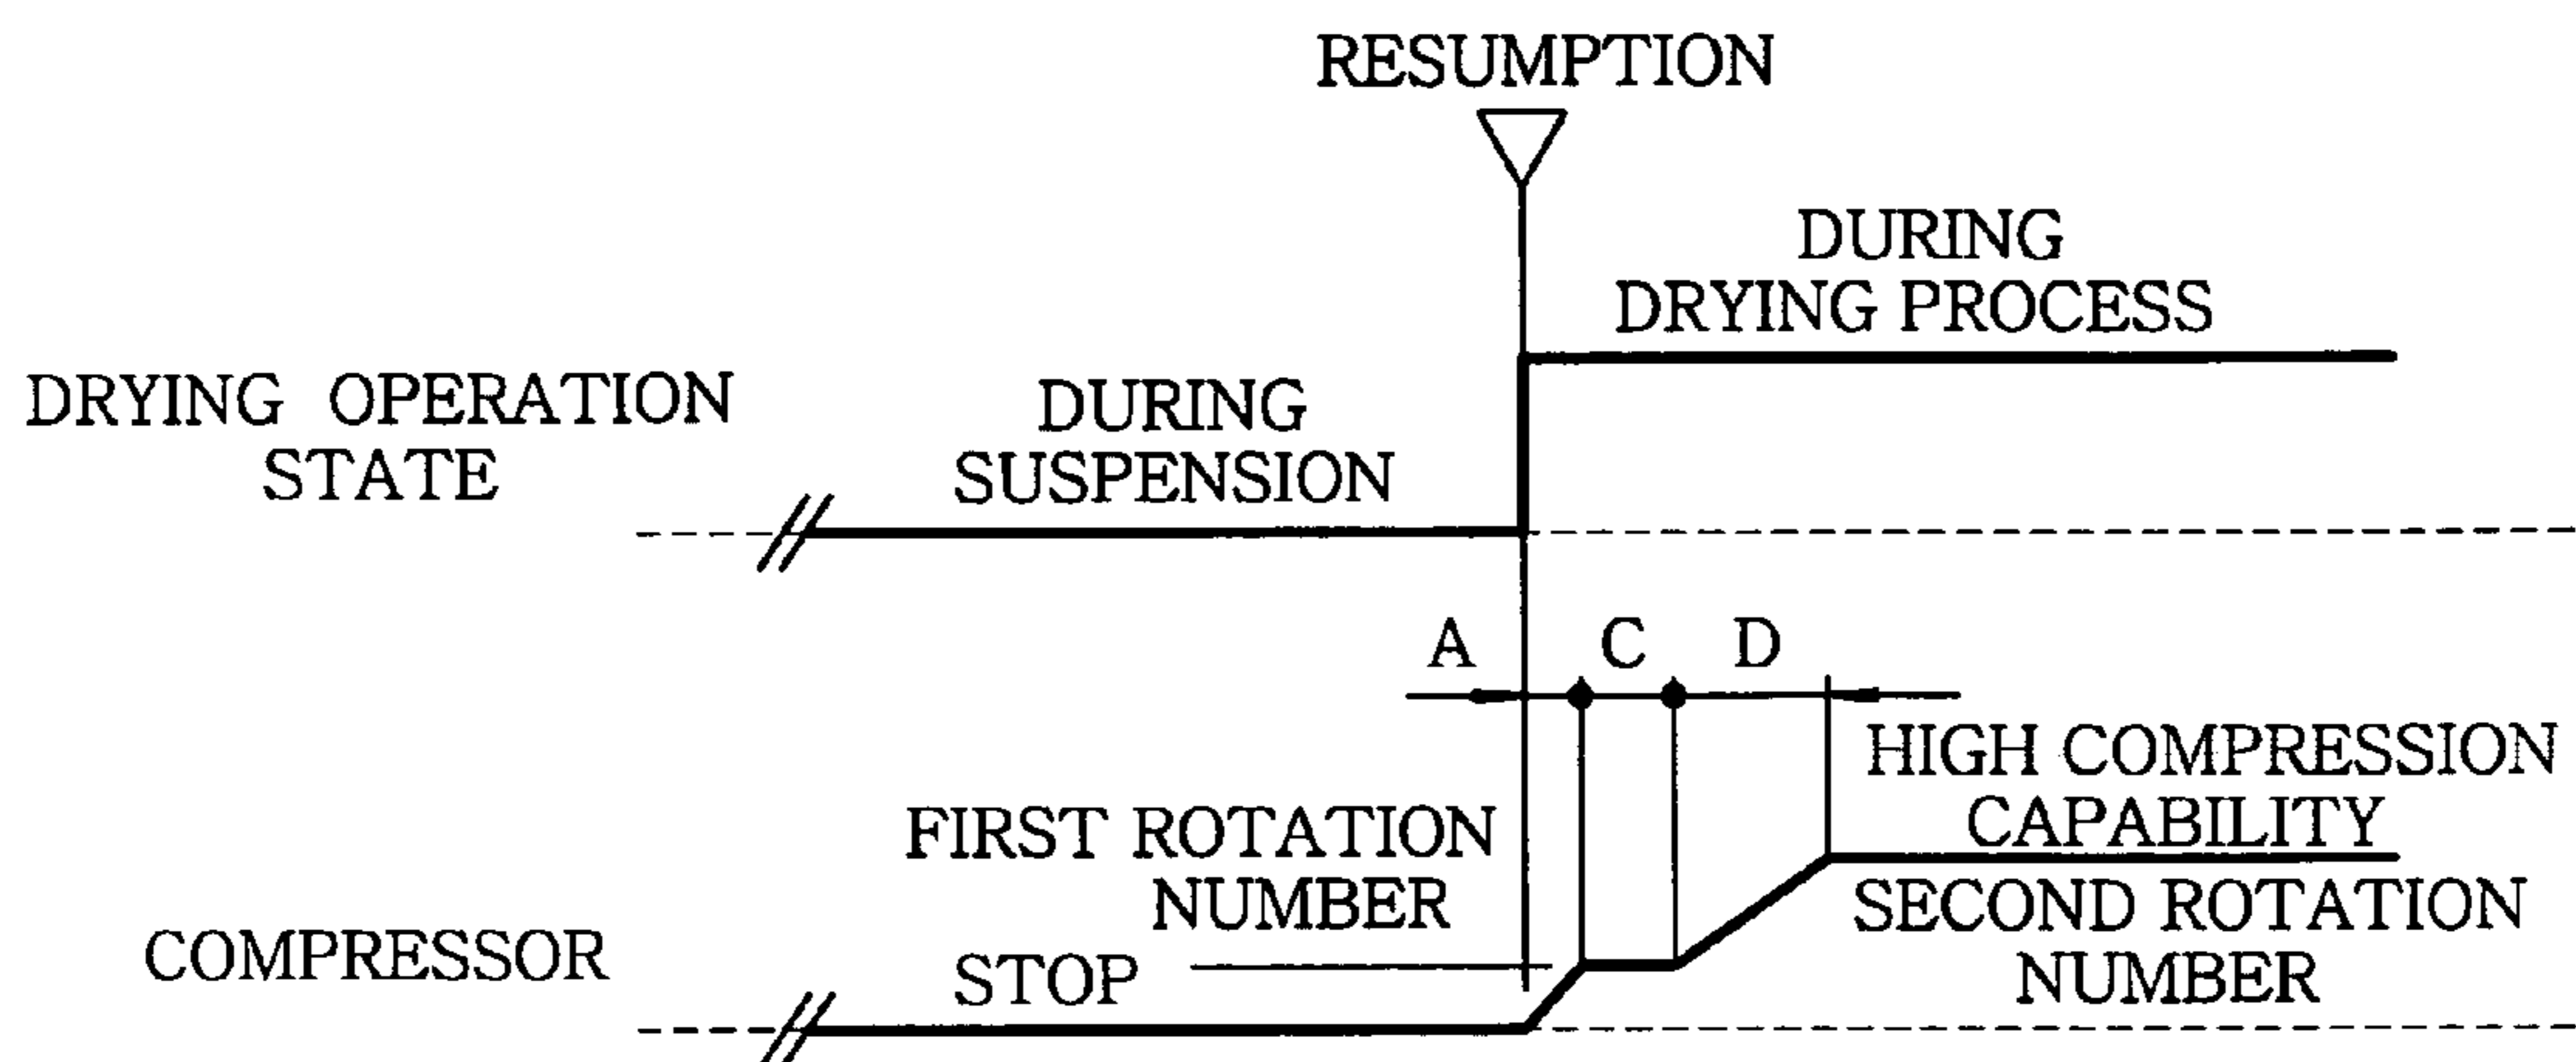 RESUMPTION
DURING
DRYING PROCESS
DRYING OPERATION
STATE
DURING
SUSPENSION
A
C
D
HIGH COMPRESSION
CAPABILITY
FIRST ROTATION
NUMBER
SECOND ROTATION
NUMBER
COMPRESSOR
STOP